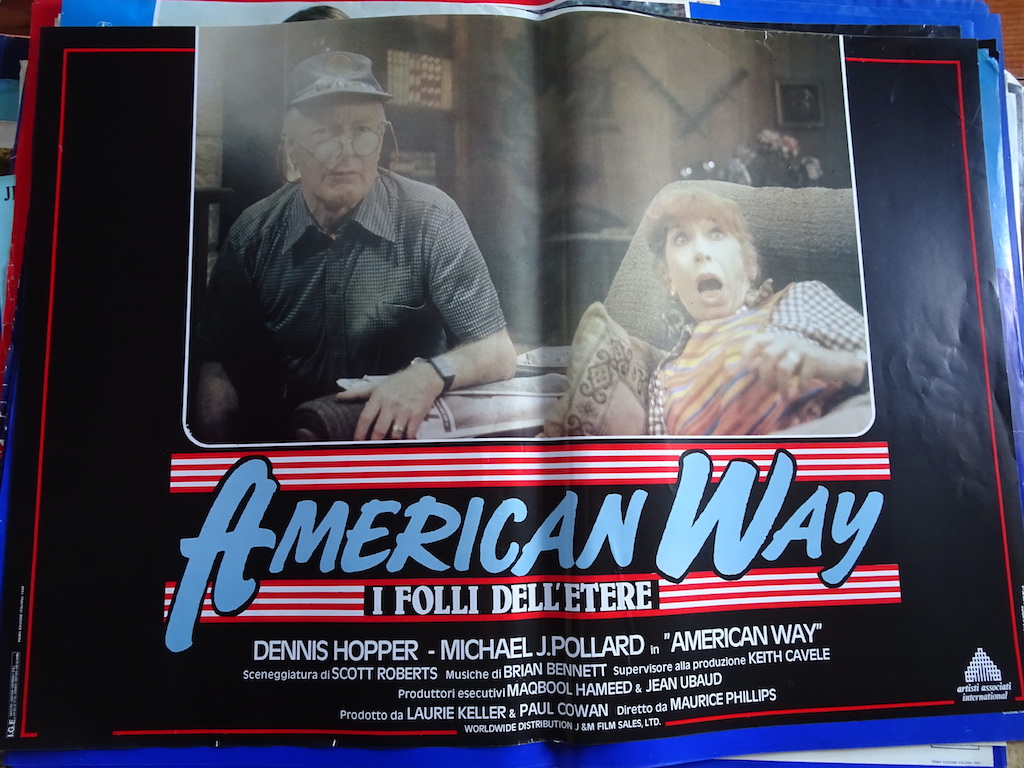 AMERICAN WAY
I FOLLI DELL'ETERE
DENNIS HOPPER - MICHAEL J. POLLARD in "AMERICAN WAY"
Sceneggiatura di SCOTT ROBERTS Musiche di BRIAN BENNETT Supervisore alla produzione KEITH CAVELE
Produttori esecutivi MAQBOOL HAMEED & JEAN UBAUD
Prodotto da LAURIE KELLER & PAUL COWAN Diretto da MAURICE PHILLIPS
WORLDWIDE DISTRIBUTION J &M FILM SALES, LTD.
artisti associati
international
I.G.E.